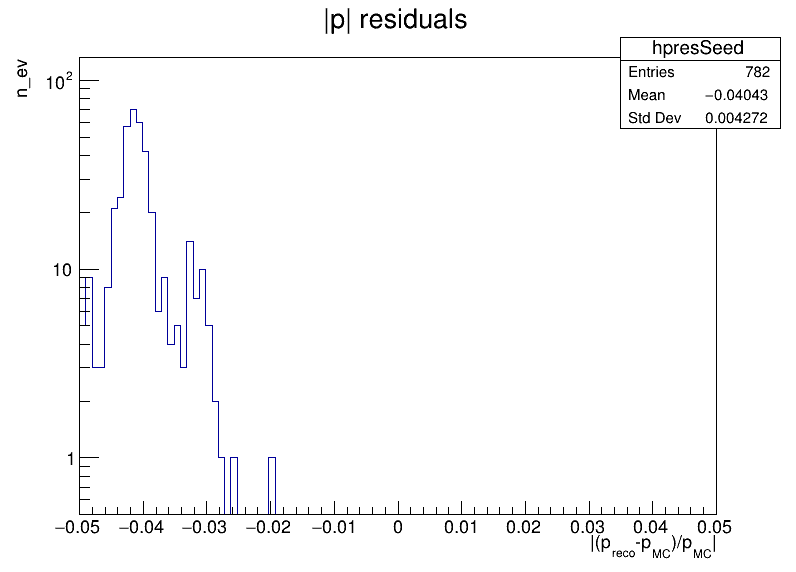 |p| residuals
hpresSeed
Entries 782
Mean −0.04043
Std Dev 0.004272
n_ev
10²
10
1
−0.05 −0.04 −0.03 −0.02 −0.01 0 0.01 0.02 0.03 0.04 0.05
|(p_reco-p_MC)/p_MC|